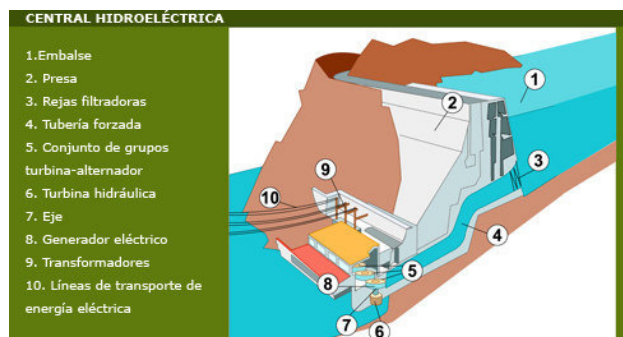 CENTRAL HIDROELÉCTRICA
1.Embalse
2. Presa
3. Rejas filtradoras
4. Tubería forzada
5. Conjunto de grupos
turbina-alternador
6. Turbina hidráulica
7. Eje
8. Generador eléctrico
9. Transformadores
10. Líneas de transporte de
energía eléctrica
1
2
3
9
10
4
5
8
7
6